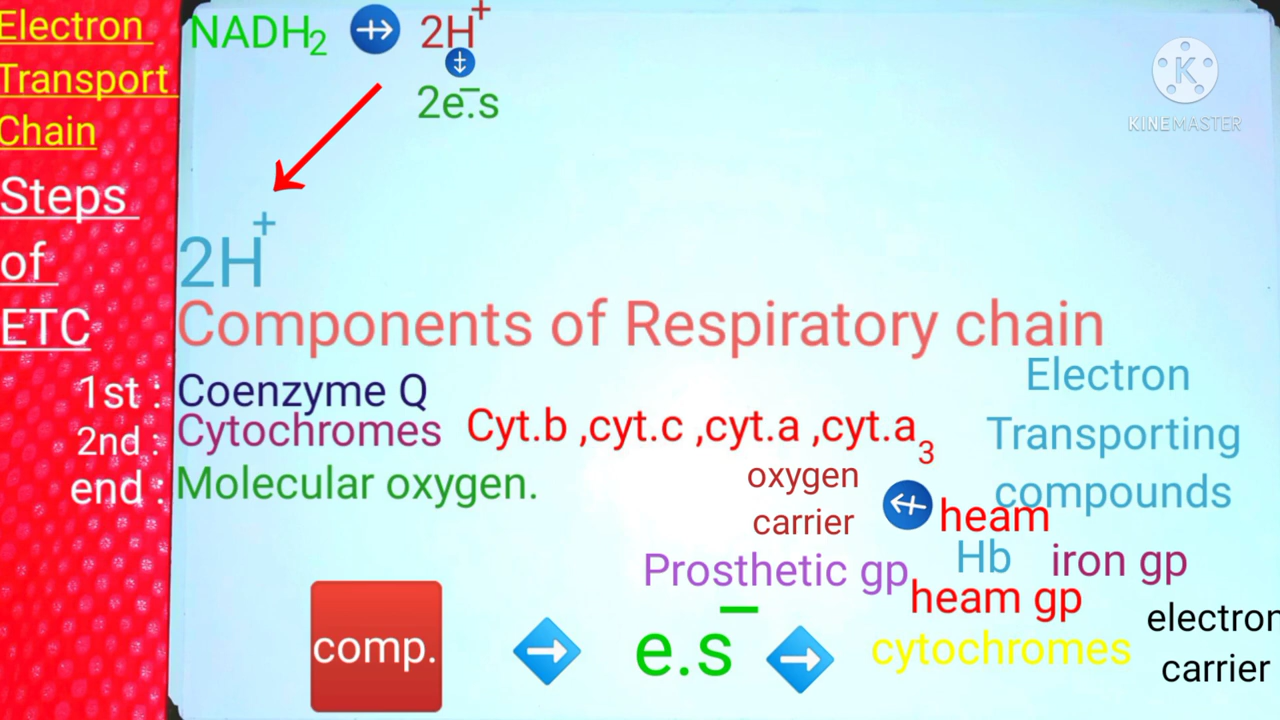 Electron
Transport
Chain
Steps
of
ETC
1st :
2nd :
end :
NADH₂
2H⁺
2e⁻.s
KINEMASTER
2H⁺
Components of Respiratory chain
Coenzyme Q
Cytochromes
Cyt.b ,cyt.c ,cyt.a ,cyt.a₃
Molecular oxygen.
Electron
Transporting
compounds
oxygen
carrier
heam
Hb
iron gp
Prosthetic gp
heam gp
comp.
e.s⁻
cytochromes
electron
carrier